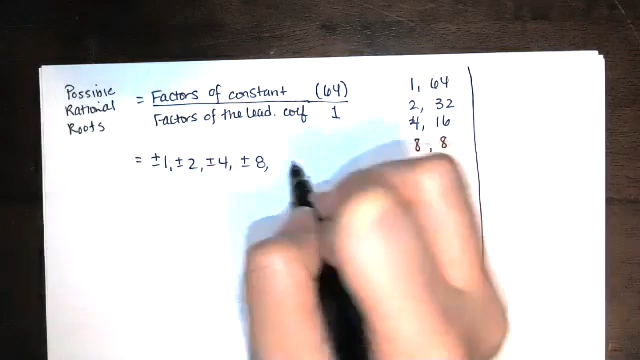 Possible
Rational
Roots
= Factors of constant (64)
Factors of the lead. coef 1
= ±1, ±2, ±4, ±8,
1, 64
2, 32
4, 16
8, 8